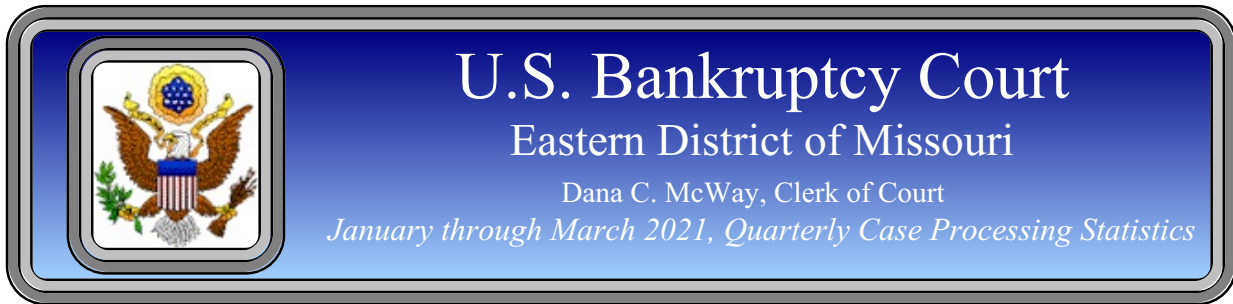 U.S. Bankruptcy Court
Eastern District of Missouri
Dana C. McWay, Clerk of Court
January through March 2021, Quarterly Case Processing Statistics